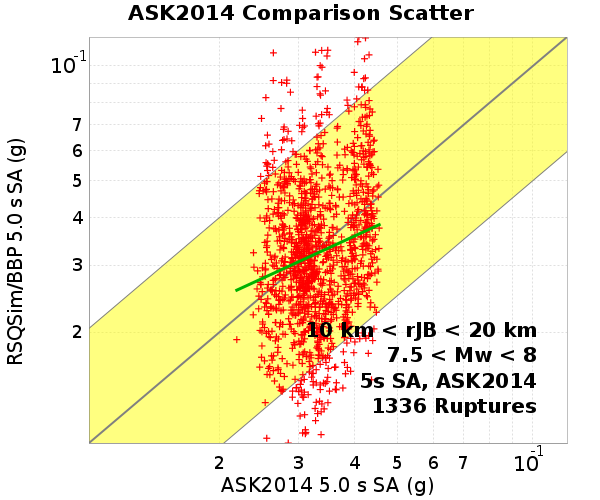 ASK2014 Comparison Scatter
RSQSim/BBP 5.0 s SA (g)
10-1
7
6
5
4
3
2
10 km < rJB < 20 km
7.5 < Mw < 8
5s SA, ASK2014
1336 Ruptures
2 3 4 5 6 7 10-1
ASK2014 5.0 s SA (g)